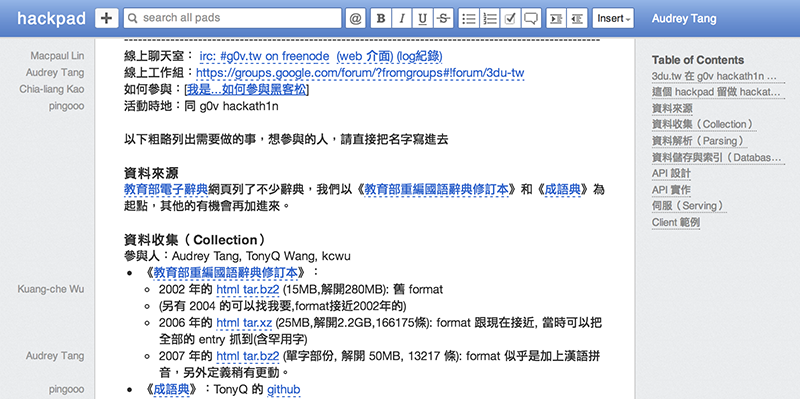 hackpad + search all pads @ B I U S Insert Audrey Tang
Macpaul Lin
Audrey Tang
Chia-liang Kao
pingooo
Kuang-che Wu
Audrey Tang
pingooo
線上聊天室： irc: #g0v.tw on freenode (web 介面) (log紀錄)
線上工作組：https://groups.google.com/forum/?fromgroups#!forum/3du-tw
如何參與：[我是...如何參與黑客松]
活動時地：同 g0v hackath1n
以下粗略列出需要做的事，想參與的人，請直接把名字寫進去
資料來源
教育部電子辭典網頁列了不少辭典，我們以《教育部重編國語辭典修訂本》和《成語典》為
起點，其他的有機會再加進來。
資料收集（Collection）
參與人：Audrey Tang, TonyQ Wang, kcwu
《教育部重編國語辭典修訂本》：
2002 年的 html tar.bz2 (15MB,解開280MB): 舊 format
(另有 2004 的可以找我要,format接近2002年的)
2006 年的 html tar.xz (25MB,解開2.2GB,166175條): format 跟現在接近, 當時可以把
全部的 entry 抓到(含罕用字)
2007 年的 html tar.bz2 (單字部份, 解開 50MB, 13217 條): format 似乎是加上漢語拼
音，另外定義稍有更動。
《成語典》：TonyQ 的 github
Table of Contents
3du.tw 在 g0v hackath1n ...
這個 hackpad 留做 hackat...
資料來源
資料收集（Collection）
資料解析（Parsing）
資料儲存與索引（Databas...
API 設計
API 實作
伺服（Serving）
Client 範例